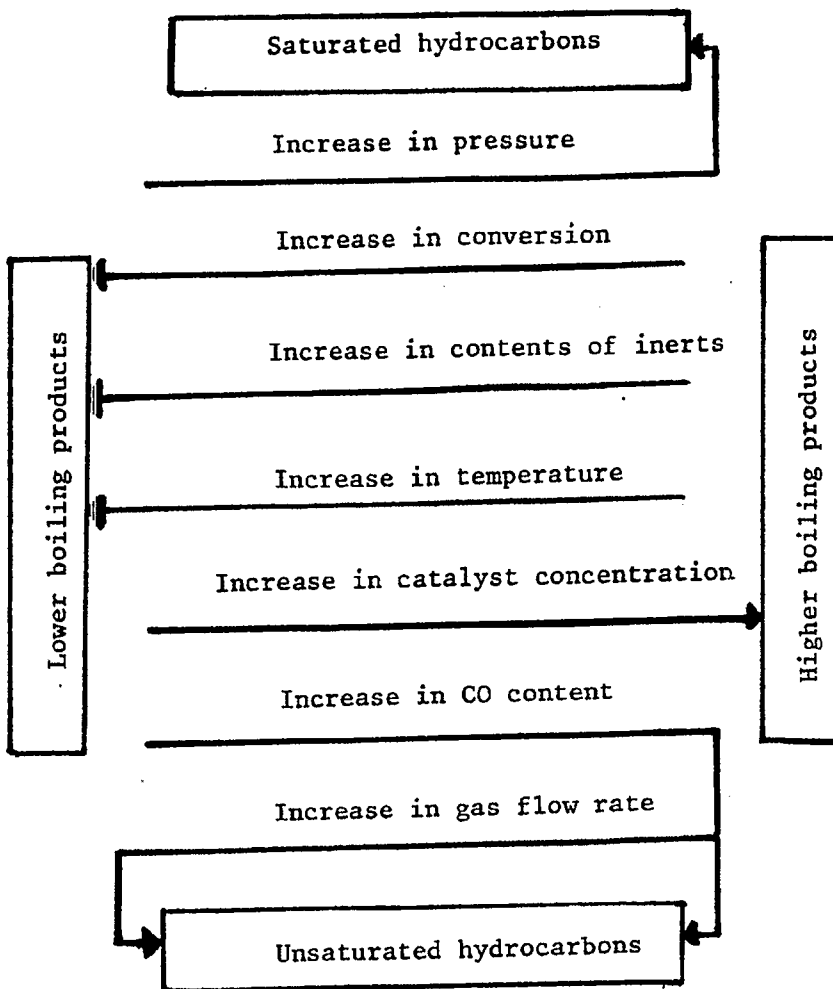 Saturated hydrocarbons
Increase in pressure
Increase in conversion
Increase in contents of inerts
Increase in temperature
Increase in catalyst concentration
Increase in CO content
Increase in gas flow rate
Unsaturated hydrocarbons
Lower boiling products
Higher boiling products